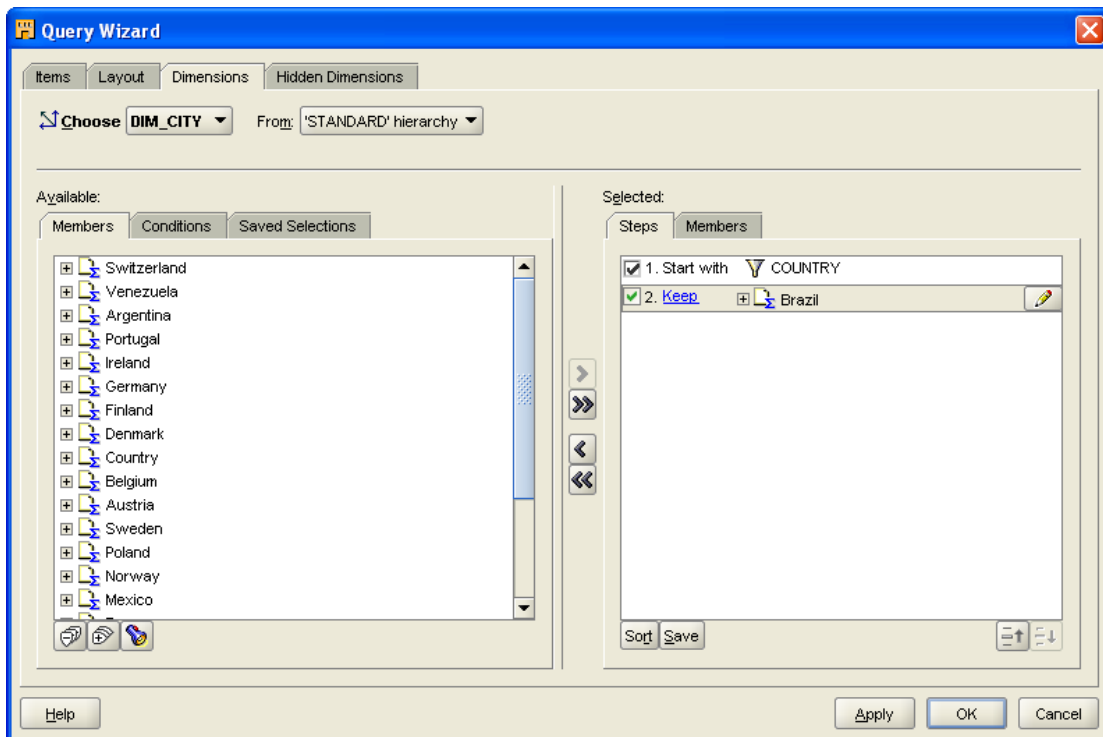 Query Wizard
Items Layout Dimensions Hidden Dimensions
Choose DIM_CITY From: 'STANDARD' hierarchy
Available:
Members Conditions Saved Selections
Switzerland
Venezuela
Argentina
Portugal
Ireland
Germany
Finland
Denmark
Country
Belgium
Austria
Sweden
Poland
Norway
Mexico
Selected:
Steps Members
1. Start with COUNTRY
2. Keep Brazil
Sort Save
Help Apply OK Cancel